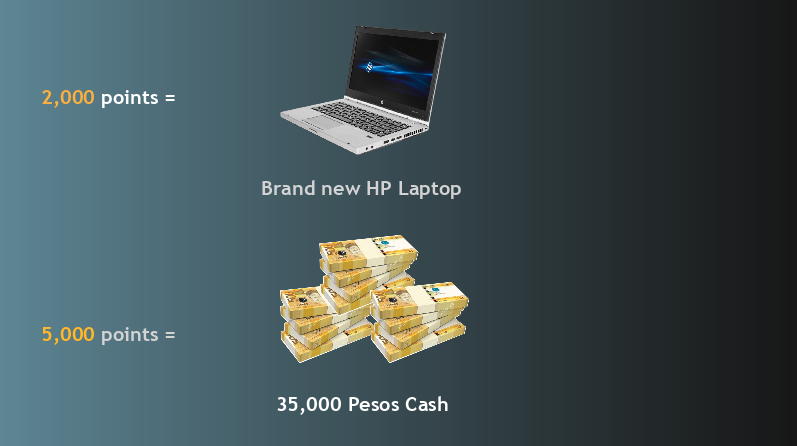 2,000 points =
Brand new HP Laptop
5,000 points =
35,000 Pesos Cash